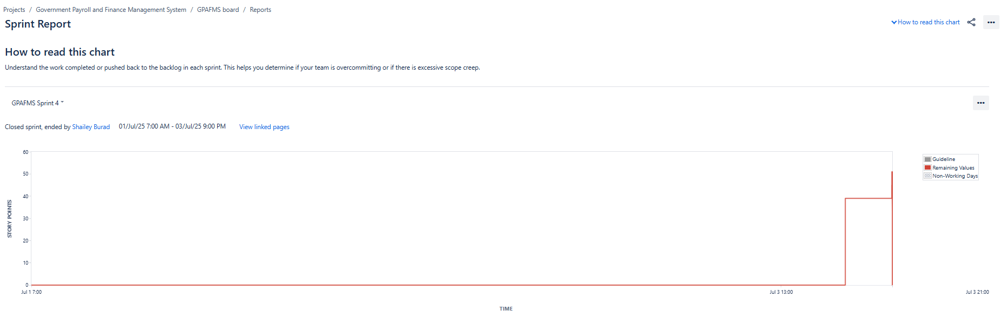 Projects / Government Payroll and Finance Management System / GPAFMS board / Reports
Sprint Report
How to read this chart
How to read this chart
Understand the work completed or pushed back to the backlog in each sprint. This helps you determine if your team is overcommitting or if there is excessive scope creep.
GPAFMS Sprint 4
Closed sprint, ended by Shailey Burad 01/Jul/25 7:00 AM - 03/Jul/25 9:00 PM View linked pages
60
50
40
30
20
10
0
STORY POINTS
Guideline
Remaining Values
Non-Working Days
Jul 1 7:00
Jul 3 13:00
Jul 3 21:00
TIME